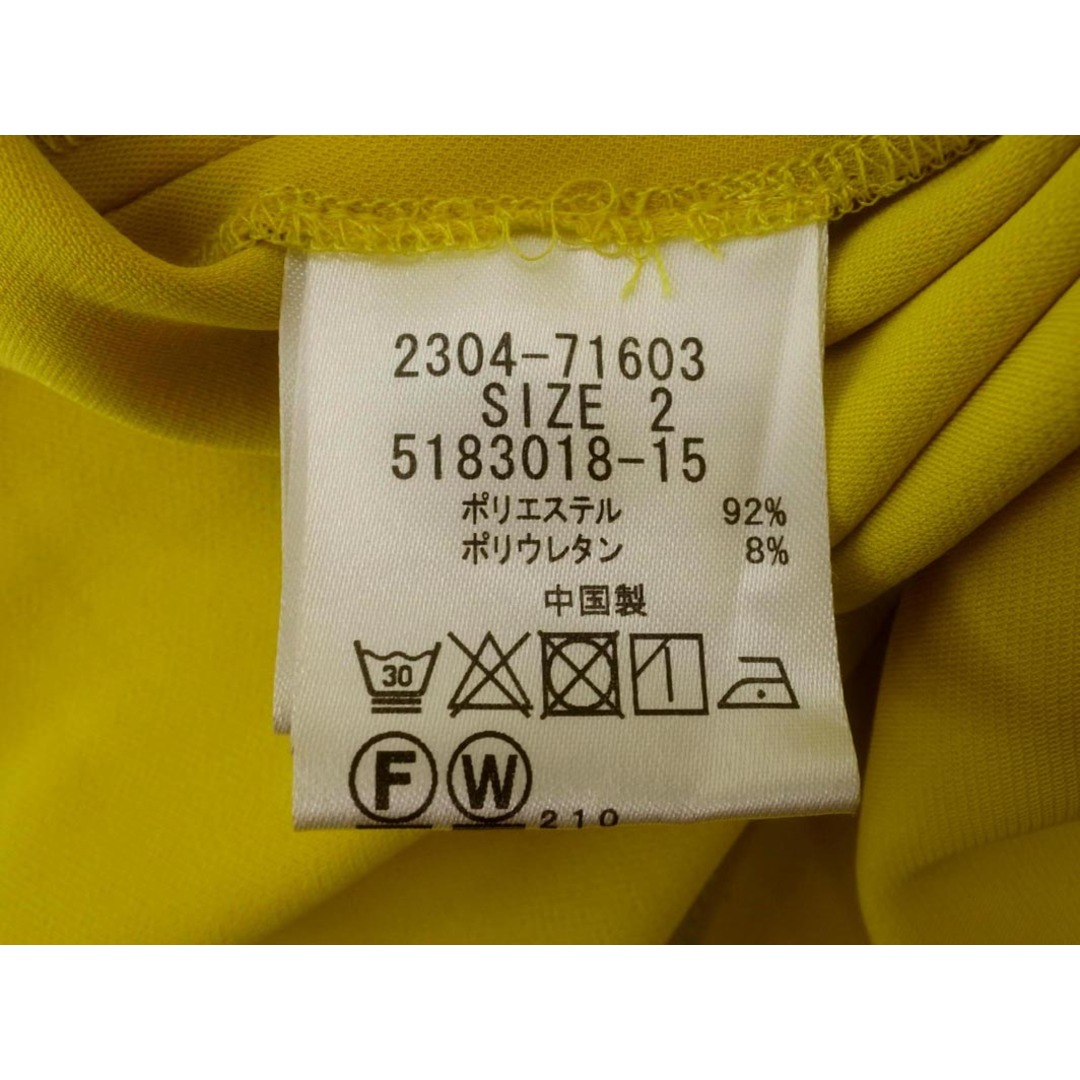 2304-71603
SIZE 2
5183018-15
ポリエステル 92%
ポリウレタン 8%
中国製
30
F W 210